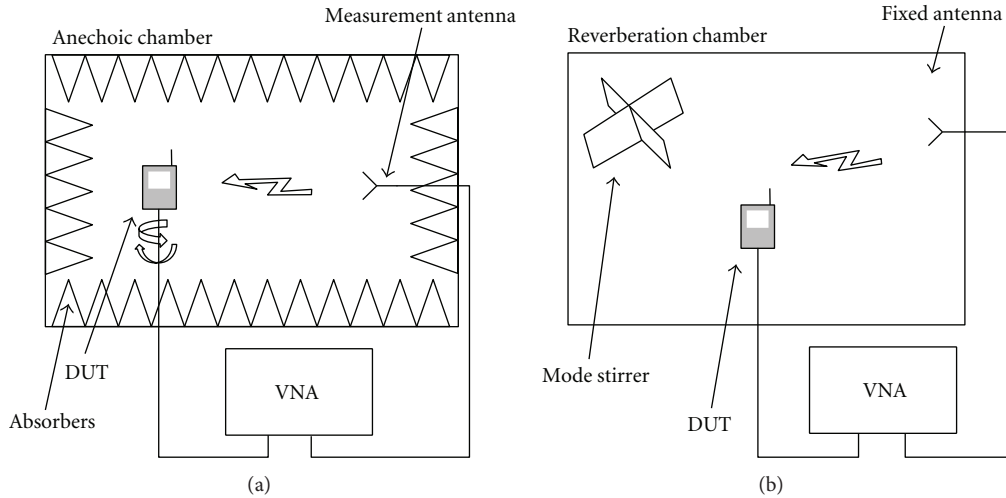 Measurement antenna
Anechoic chamber
DUT
Absorbers
VNA
(a)
Fixed antenna
Reverberation chamber
Mode stirrer
DUT
VNA
(b)